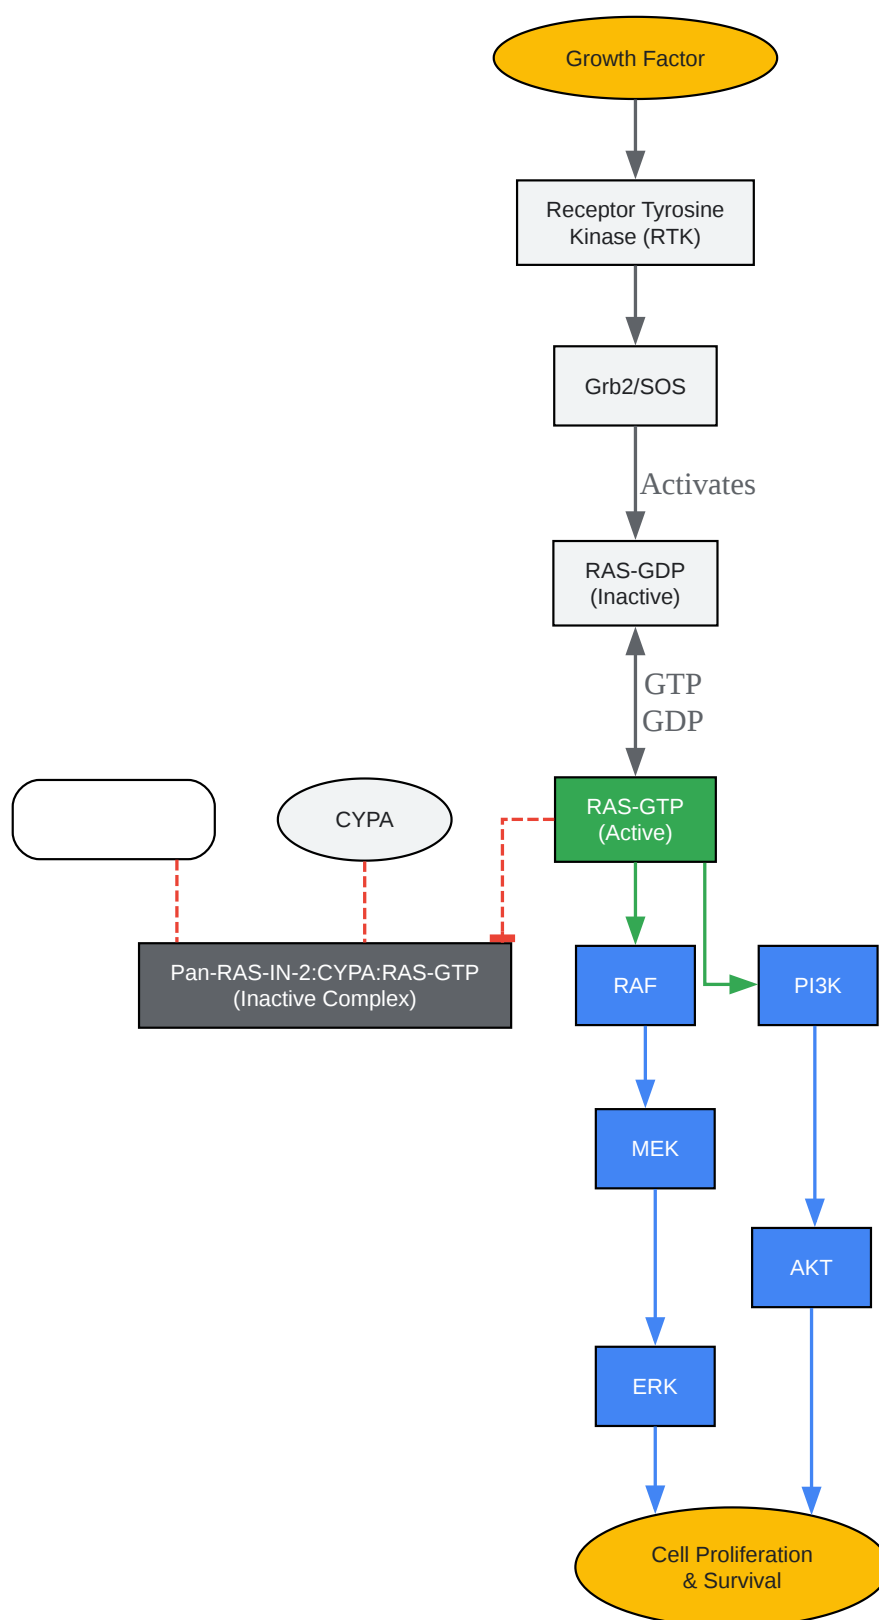 Growth Factor
Receptor Tyrosine
Kinase (RTK)
Grb2/SOS
Activates
RAS-GDP
(Inactive)
GTP
GDP
CYPA
RAS-GTP
(Active)
Pan-RAS-IN-2:CYPA:RAS-GTP
(Inactive Complex)
RAF
PI3K
MEK
AKT
ERK
Cell Proliferation
& Survival